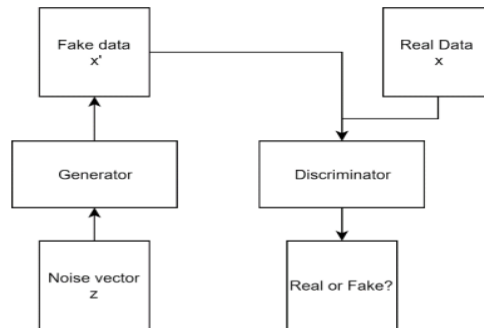 Fake data
x'
Real Data
x
Generator
Discriminator
Noise vector
z
Real or Fake?